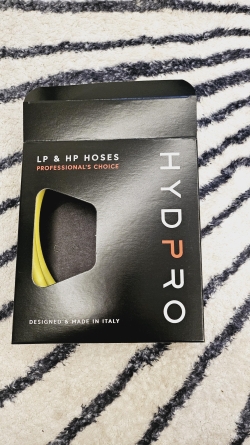 LP & HP HOSES
PROFESSIONAL'S CHOICE
HYDPRO
DESIGNED & MADE IN ITALY